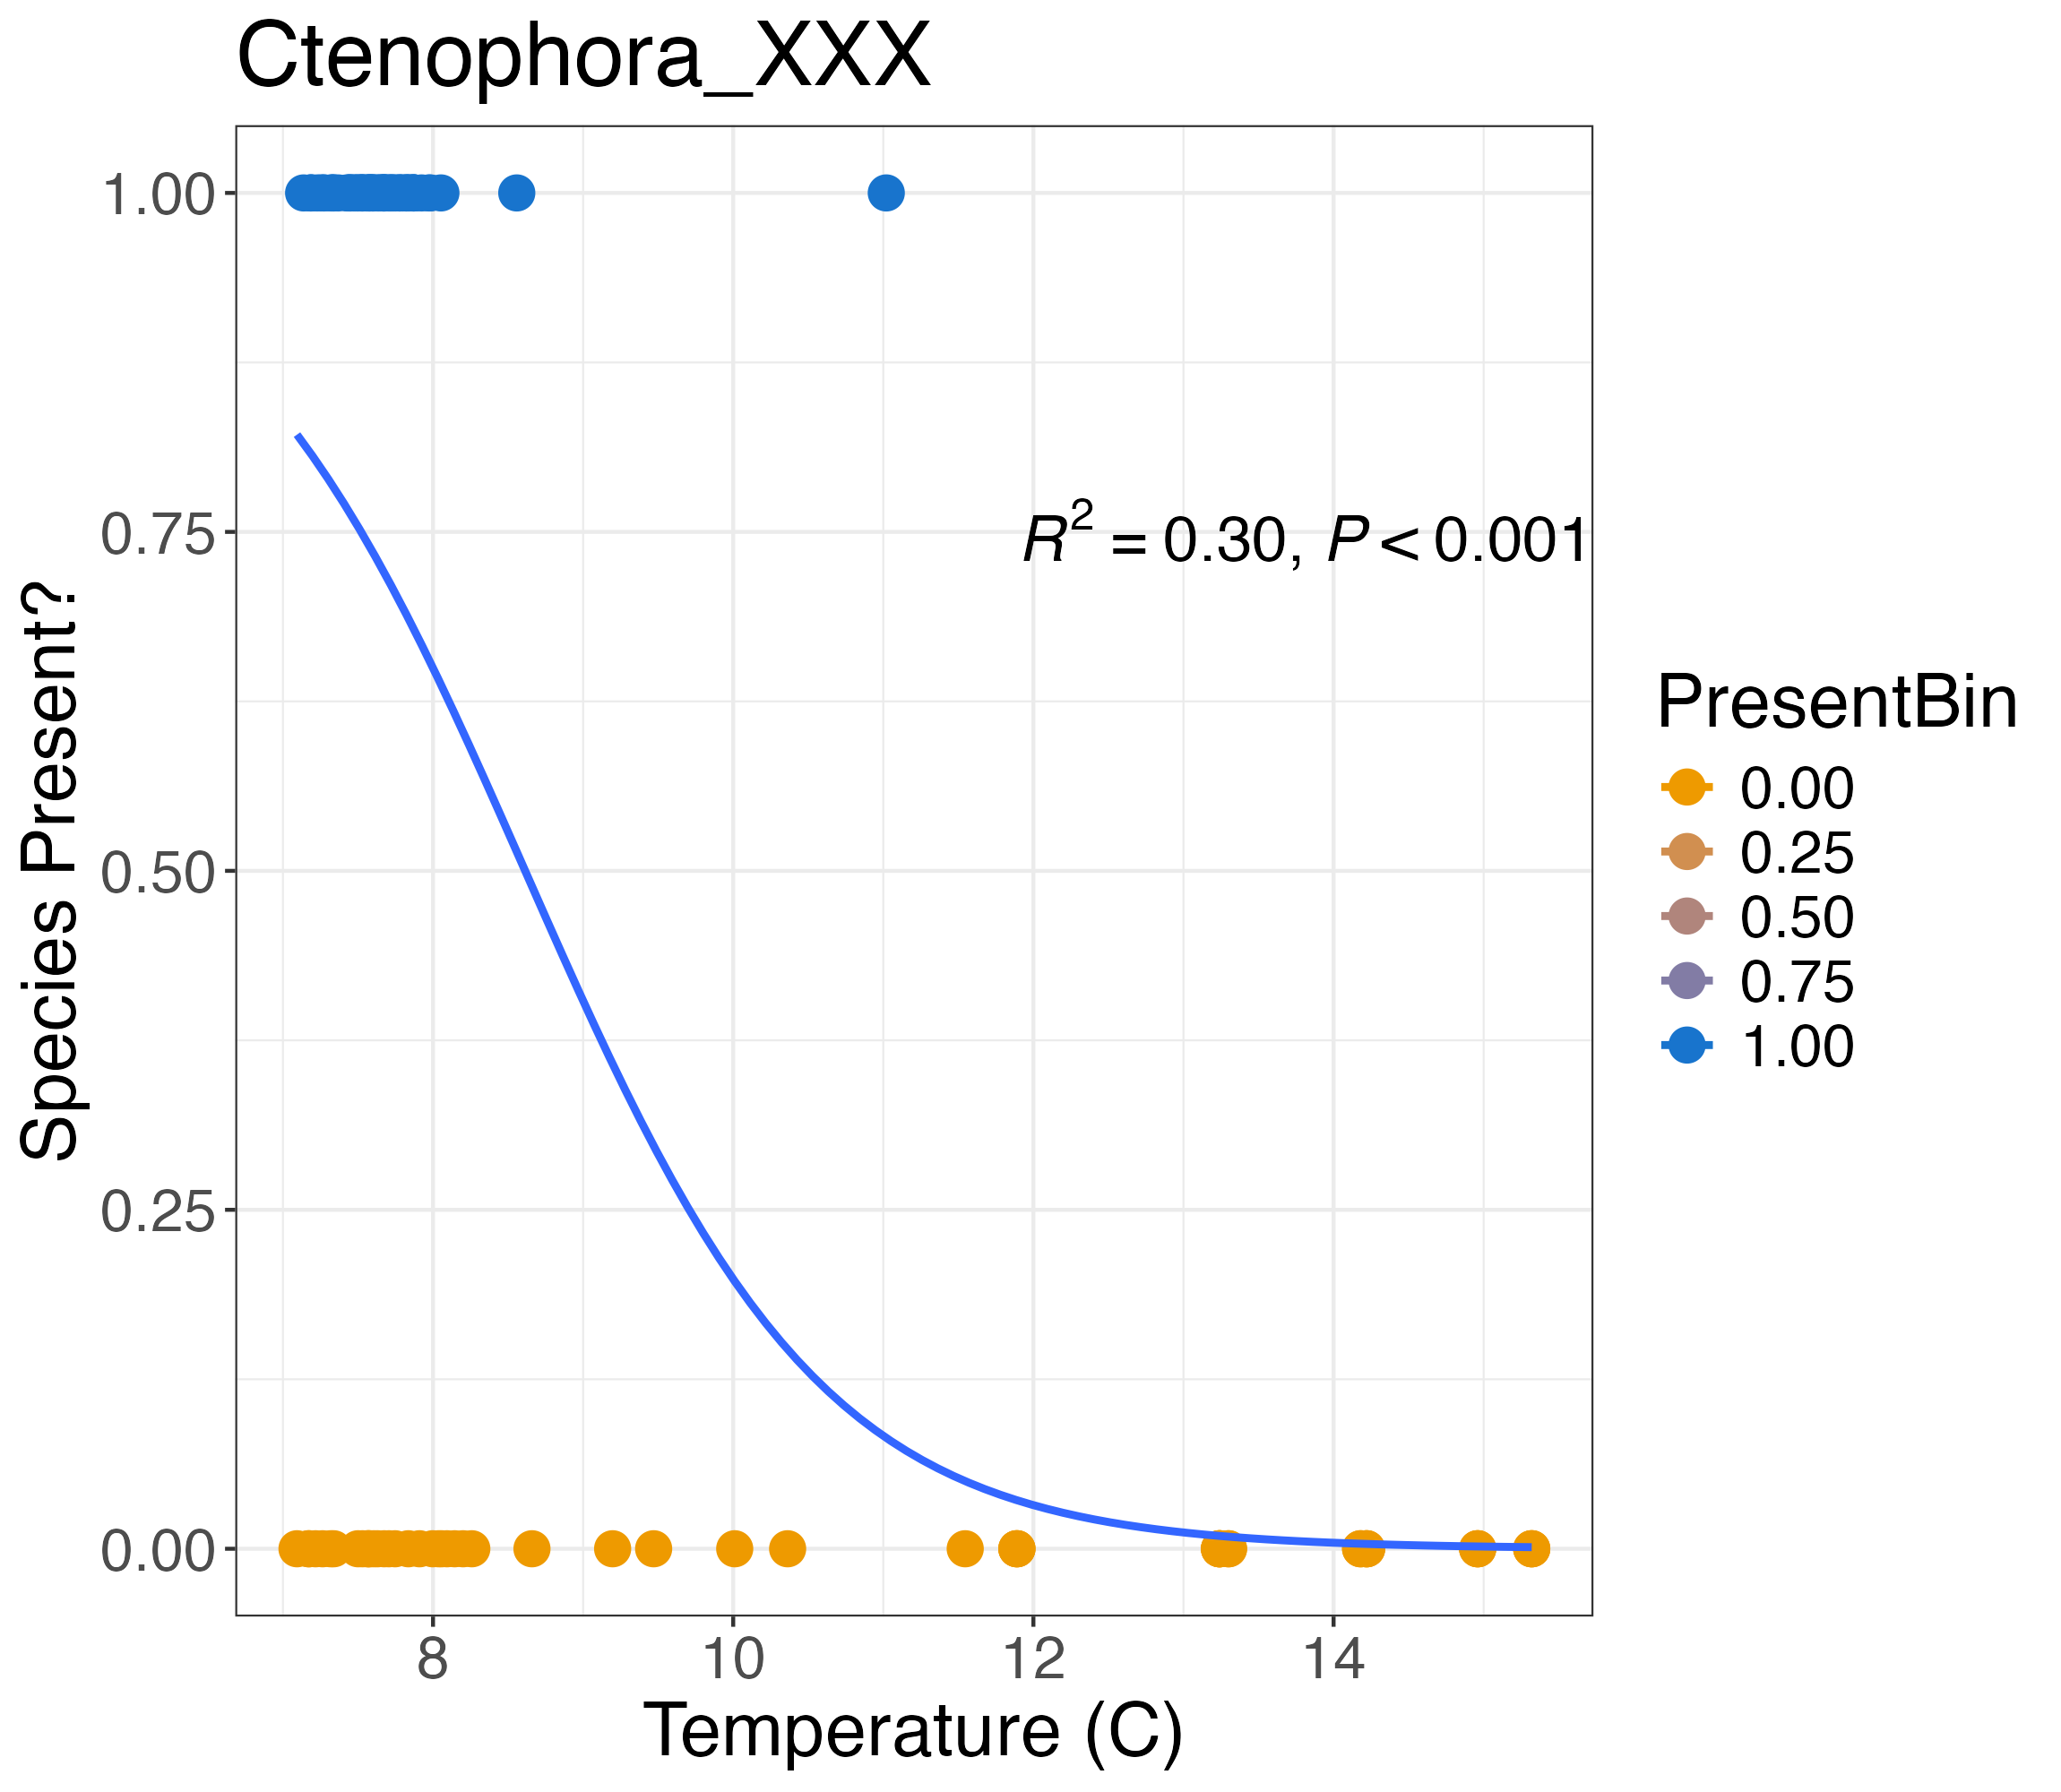 Ctenophora_XXX
1.00
0.75
0.50
0.25
0.00
Species Present?
R² = 0.30, P < 0.001
8 10 12 14
Temperature (C)
PresentBin
0.00
0.25
0.50
0.75
1.00